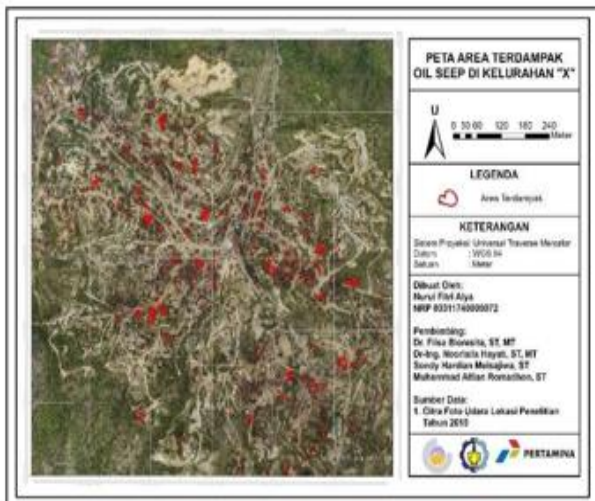 PETA AREA TERDAMPAK
OIL SEEP DI KELURAHAN "X"
U
0 30 60 120 180 240
Meter
LEGENDA
Area Terdampak
KETERANGAN
Sistem Proyeksi: Universal Traverse Mercator
Datum : WGS 84
Satuan : Meter
Dibuat Oleh:
Nurul Fitri Alya
NRP
Pembimbing:
Dr. Filsa Bioresita, ST, MT
Dr-Ing. Noorlaila Hayati, ST, MT
Sondy Hardian Meisajiwa, ST
Muhammad Alfian Romadhon, ST
Sumber Data:
1. Citra Foto Udara Lokasi Penelitian
Tahun
PERTAMINA